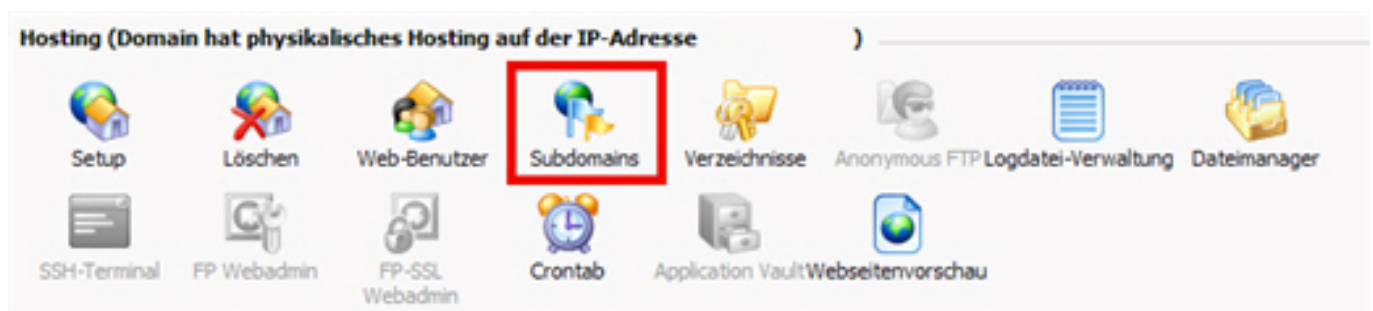 Hosting (Domain hat physikalisches Hosting auf der IP-Adresse )
Setup Löschen Web-Benutzer Subdomains Verzeichnisse Anonymous FTP Logdatei-Verwaltung Dateimanager
SSH-Terminal FP Webadmin FP-SSL Crontab Application Vault Webseitenvorschau
Webadmin